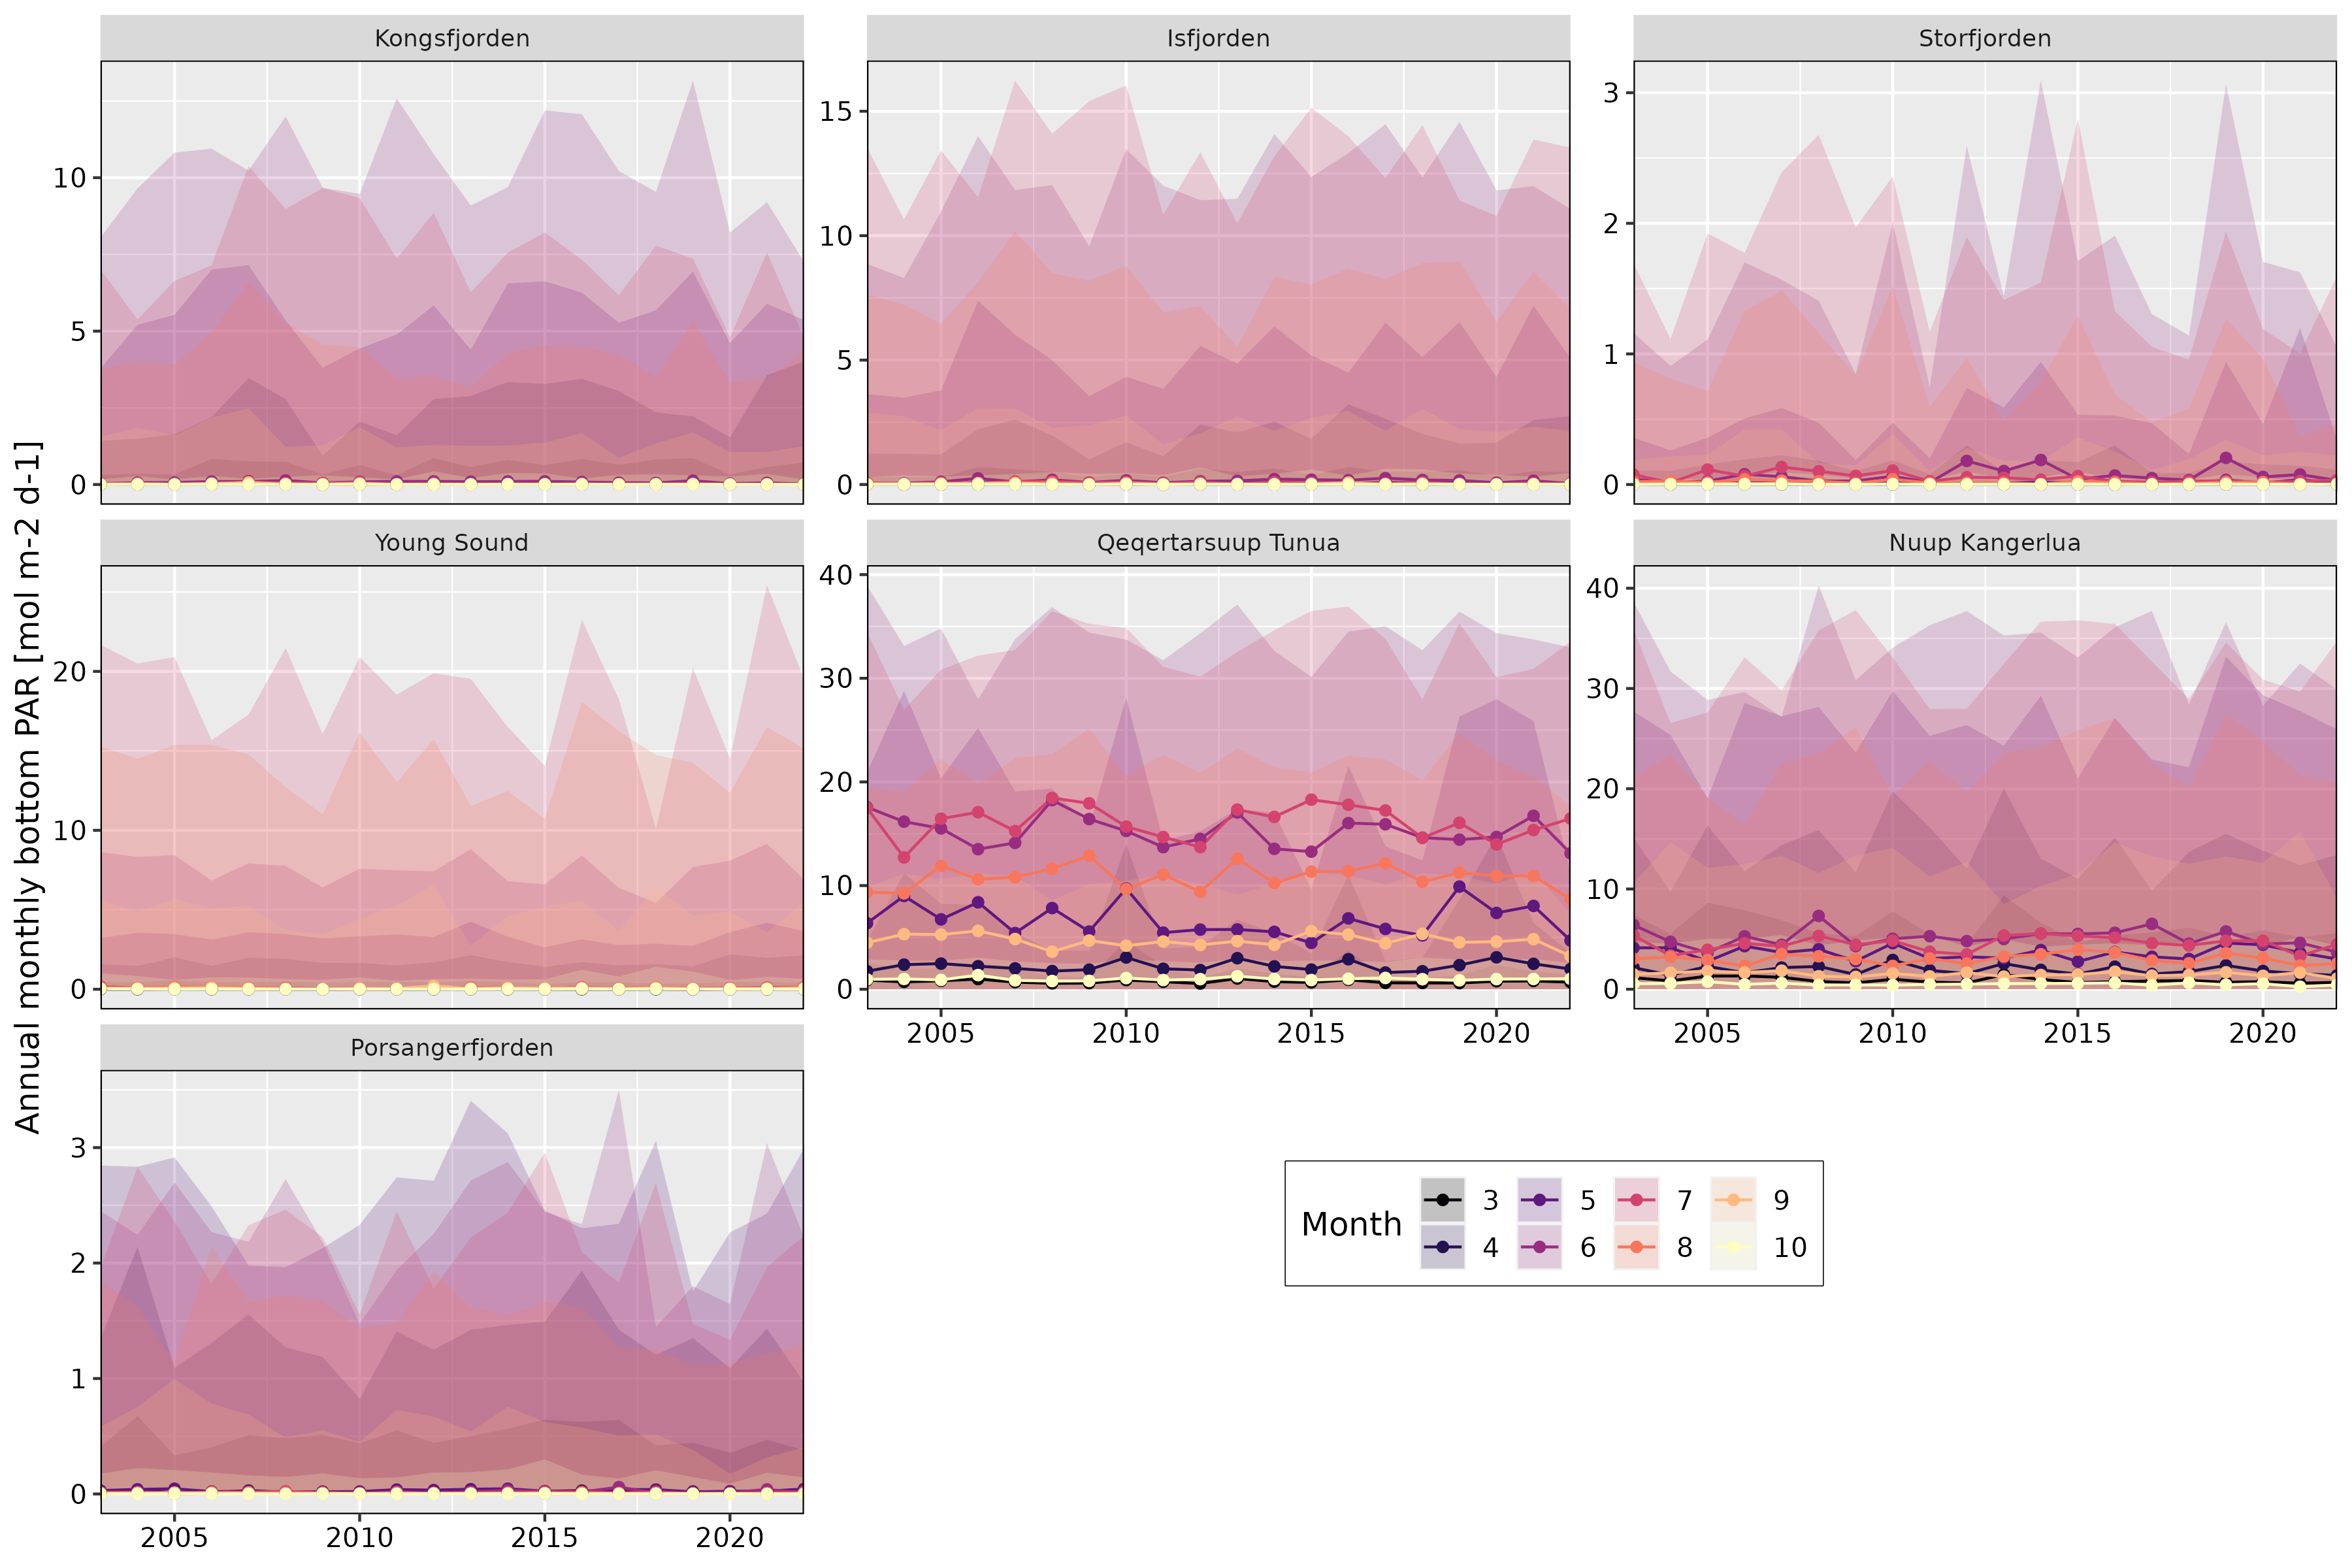 Annual monthly bottom PAR [mol m-2 d-1]
Kongsfjorden
10
5
0
Isfjorden
15
10
5
0
Storfjorden
3
2
1
0
Young Sound
20
10
0
Qeqertarsuup Tunua
40
30
20
10
0
2005 2010 2015 2020
Nuup Kangerlua
40
30
20
10
0
2005 2010 2015 2020
Porsangerfjorden
3
2
1
0
2005 2010 2015 2020
Month
3 5 7 9
4 6 8 10